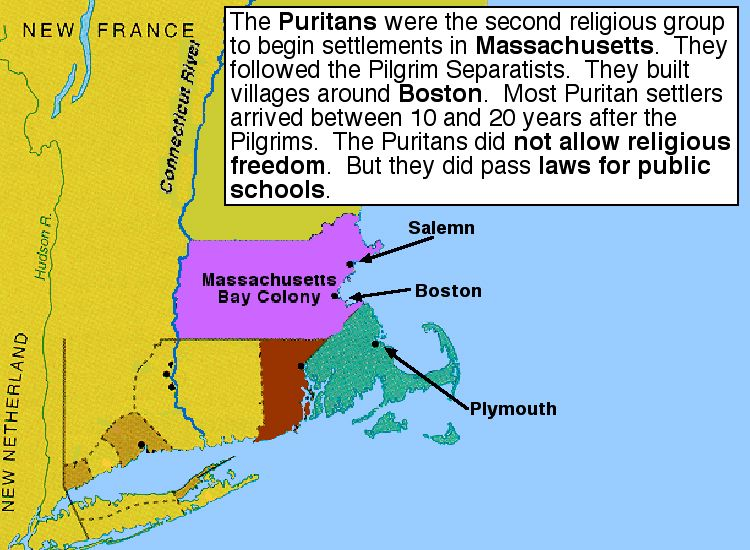 The Puritans were the second religious group
to begin settlements in Massachusetts. They
followed the Pilgrim Separatists. They built
villages around Boston. Most Puritan settlers
arrived between 10 and 20 years after the
Pilgrims. The Puritans did not allow religious
freedom. But they did pass laws for public
schools.
NEW FRANCE
Connecticut River
Hudson R.
Salemn
Massachusetts
Bay Colony
Boston
Plymouth
NEW NETHERLAND